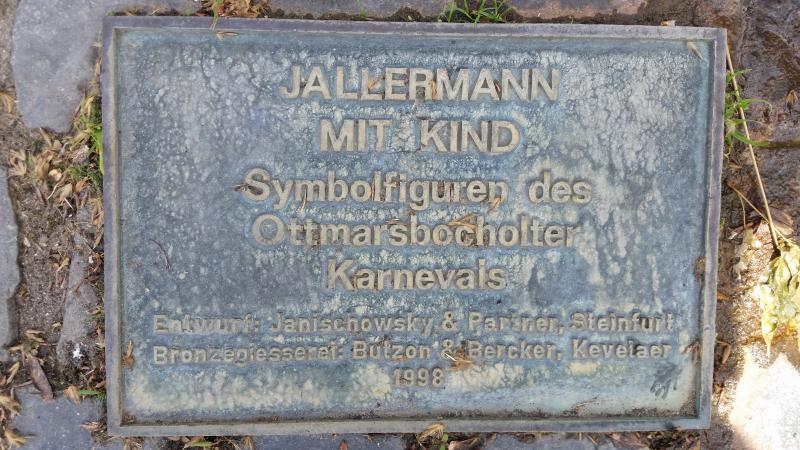 JALLERMANN
MIT KIND
Symbolfiguren des
Ottmarsbocholter
Karnevals
Entwurf: Janischowsky & Partner, Steinfurt
Bronzegiesserei: Butzon & Bercker, Kevelaer
1998